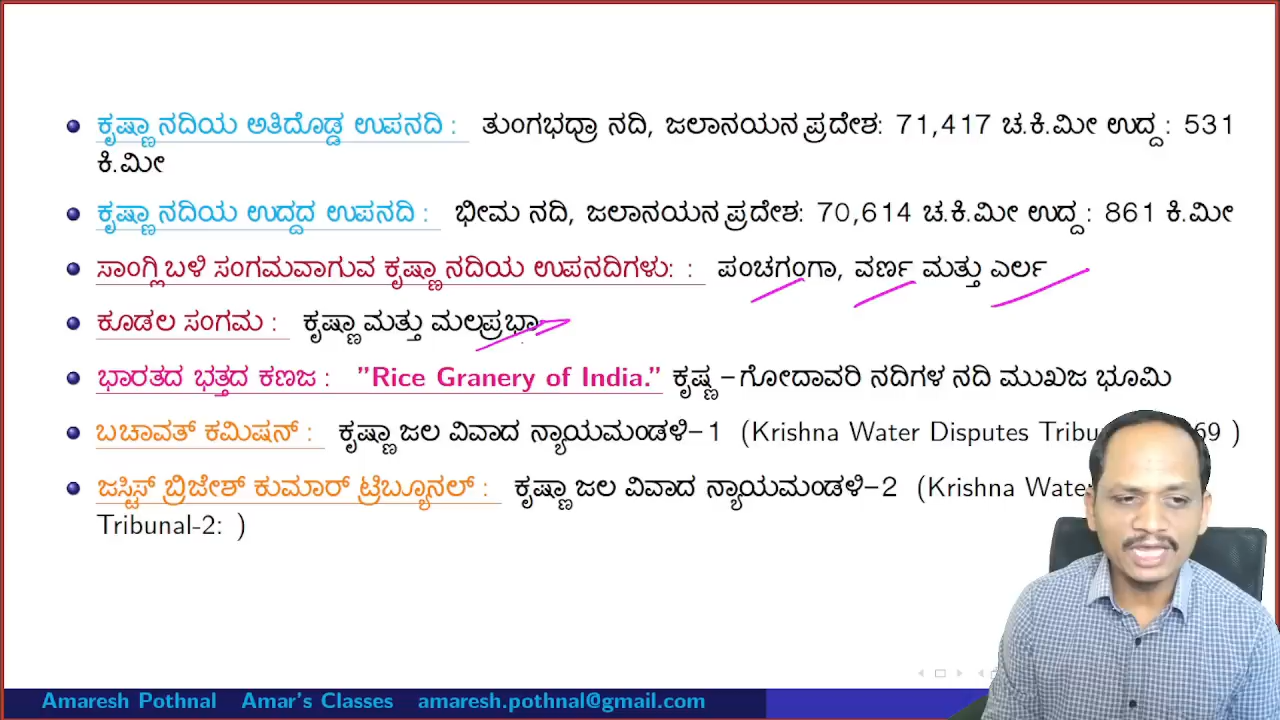 ಕೃಷ್ಣಾ ನದಿಯ ಅತಿದೊಡ್ಡ ಉಪನದಿ : ತುಂಗಭದ್ರಾ ನದಿ, ಜಲಾನಯನ ಪ್ರದೇಶ: 71,417 ಚ.ಕಿ.ಮೀ ಉದ್ದ : 531
ಕಿ.ಮೀ
ಕೃಷ್ಣಾ ನದಿಯ ಉದ್ದದ ಉಪನದಿ : ಭೀಮ ನದಿ, ಜಲಾನಯನ ಪ್ರದೇಶ: 70,614 ಚ.ಕಿ.ಮೀ ಉದ್ದ : 861 ಕಿ.ಮೀ
ಸಾಂಗ್ಲಿ ಬಳಿ ಸಂಗಮವಾಗುವ ಕೃಷ್ಣಾ ನದಿಯ ಉಪನದಿಗಳು: : ಪಂಚಗಂಗಾ, ವರ್ಣ ಮತ್ತು ಎರ್ಲ
ಕೂಡಲ ಸಂಗಮ : ಕೃಷ್ಣಾ ಮತ್ತು ಮಲಪ್ರಭಾ
ಭಾರತದ ಭತ್ತದ ಕಣಜ : "Rice Granery of India." ಕೃಷ್ಣ -ಗೋದಾವರಿ ನದಿಗಳ ನದಿ ಮುಖಜ ಭೂಮಿ
ಬಚಾವತ್ ಕಮಿಷನ್ : ಕೃಷ್ಣಾ ಜಲ ವಿವಾದ ನ್ಯಾಯಮಂಡಳಿ-1 (Krishna Water Disputes 69 )
ಜಸ್ಟಿಸ್ ಬ್ರಿಜೇಶ್ ಕುಮಾರ್ ಟ್ರಿಬ್ಯೂನಲ್ : ಕೃಷ್ಣಾ ಜಲ ವಿವಾದ ನ್ಯಾಯಮಂಡಳಿ-2 (Krishna
Tribunal-2: )
Amaresh Pothnal Amar's Classes amaresh.pothnal@gmail.com